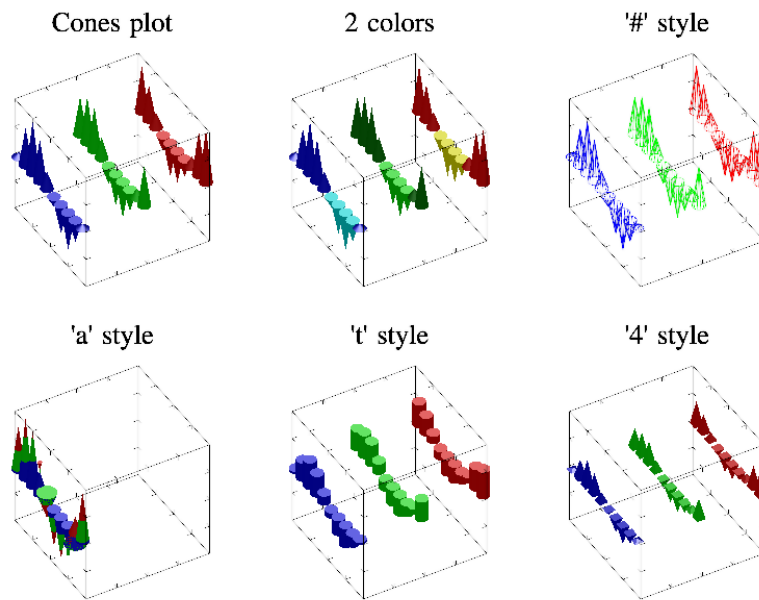 Cones plot
2 colors
'#' style
'a' style
't' style
'4' style